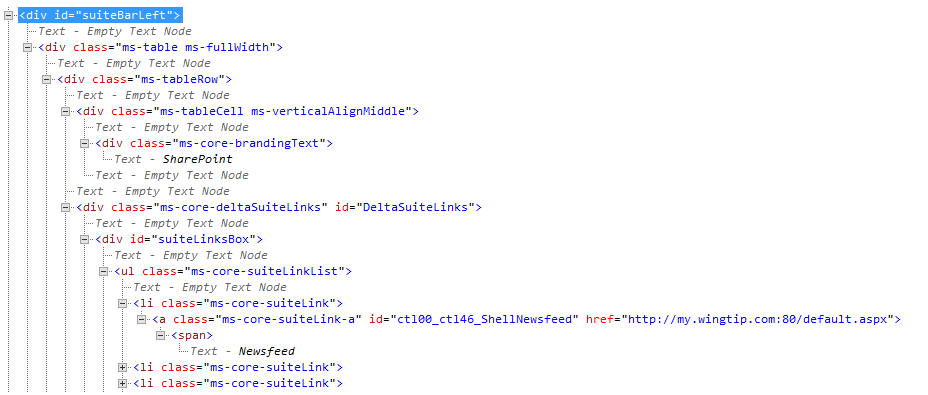 <div id="suiteBarLeft">
Text - Empty Text Node
<div class="ms-table ms-fullWidth">
Text - Empty Text Node
<div class="ms-tableRow">
Text - Empty Text Node
<div class="ms-tableCell ms-verticalAlignMiddle">
Text - Empty Text Node
<div class="ms-core-brandingText">
Text - SharePoint
Text - Empty Text Node
Text - Empty Text Node
<div class="ms-core-deltaSuiteLinks" id="DeltaSuiteLinks">
Text - Empty Text Node
<div id="suiteLinksBox">
Text - Empty Text Node
<ul class="ms-core-suiteLinkList">
Text - Empty Text Node
<li class="ms-core-suiteLink">
<a class="ms-core-suiteLink-a" id="ctl00_ctl46_ShellNewsfeed" href="http://my.wingtip.com:80/default.aspx">
<span>
Text - Newsfeed
<li class="ms-core-suiteLink">
<li class="ms-core-suiteLink">